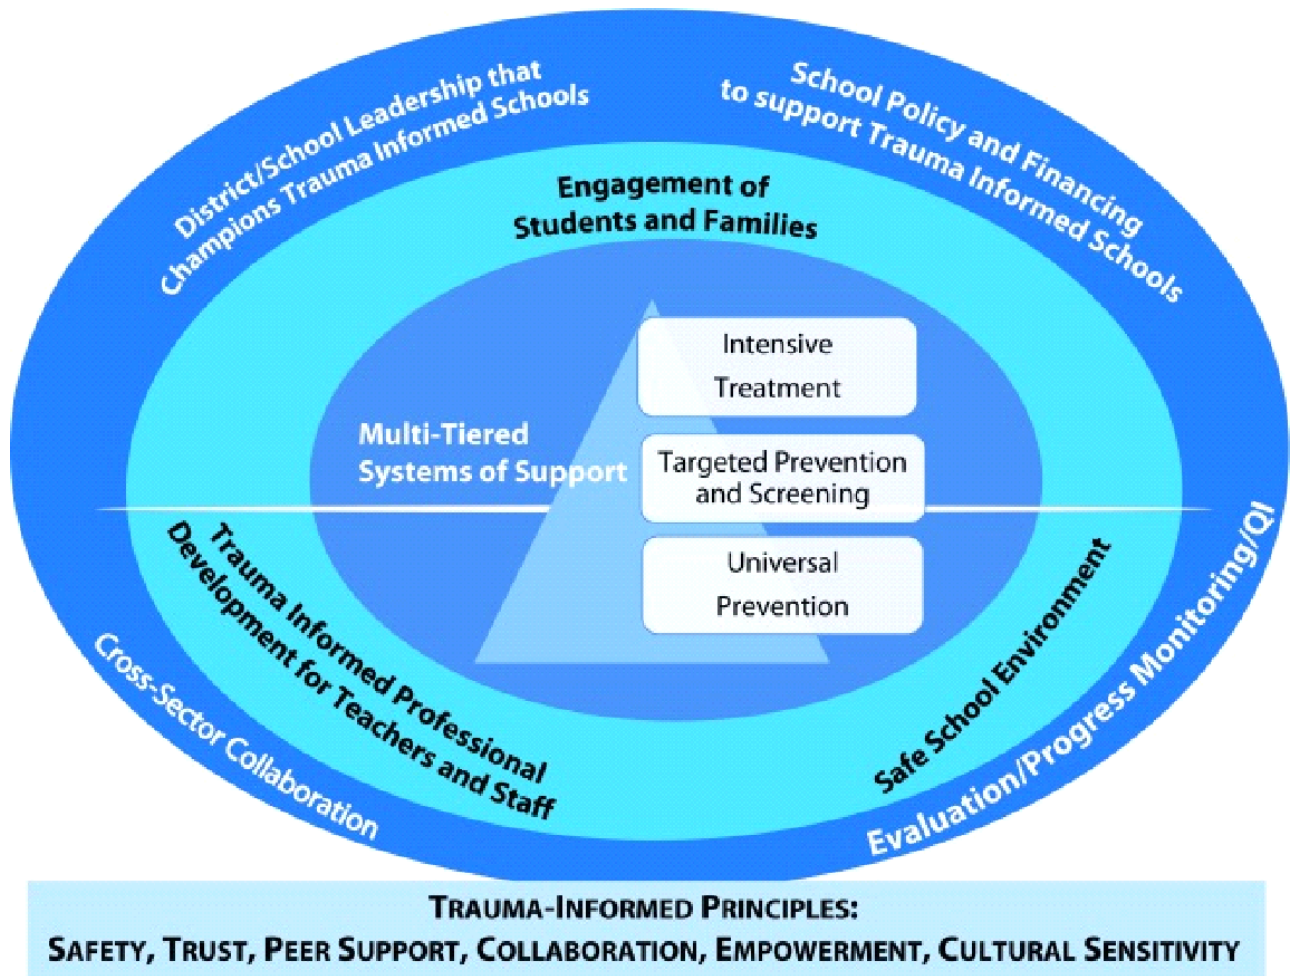 District/School Leadership that
Champions Trauma Informed Schools
School Policy and Financing
to support Trauma Informed Schools
Engagement of
Students and Families
Intensive
Treatment
Multi-Tiered
Systems of Support
Targeted Prevention
and Screening
Universal
Prevention
Trauma Informed Professional
Development for Teachers and Staff
Safe School Environment
Cross-Sector Collaboration
Evaluation/Progress Monitoring/QI
TRAUMA-INFORMED PRINCIPLES:
SAFETY, TRUST, PEER SUPPORT, COLLABORATION, EMPOWERMENT, CULTURAL SENSITIVITY